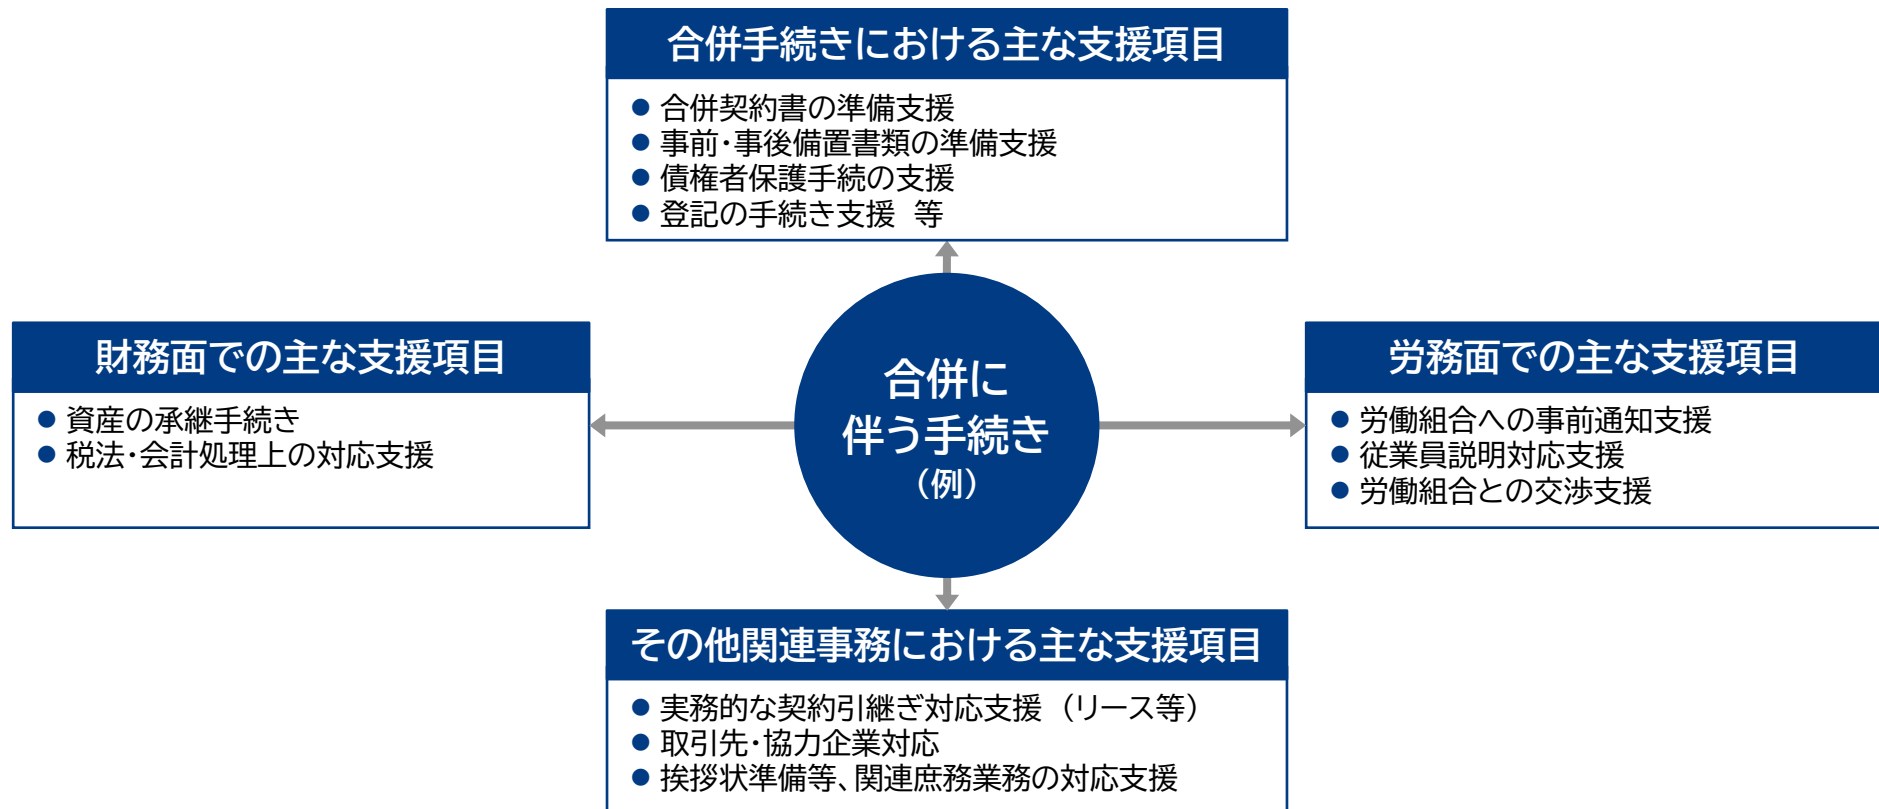 合併手続きにおける主な支援項目
● 合併契約書の準備支援
● 事前・事後備置書類の準備支援
● 債権者保護手続の支援
● 登記の手続き支援 等
財務面での主な支援項目
● 資産の承継手続き
● 税法・会計処理上の対応支援
合併に
伴う手続き
（例）
労務面での主な支援項目
● 労働組合への事前通知支援
● 従業員説明対応支援
● 労働組合との交渉支援
その他関連事務における主な支援項目
● 実務的な契約引継ぎ対応支援（リース等）
● 取引先・協力企業対応
● 挨拶状準備等、関連庶務業務の対応支援